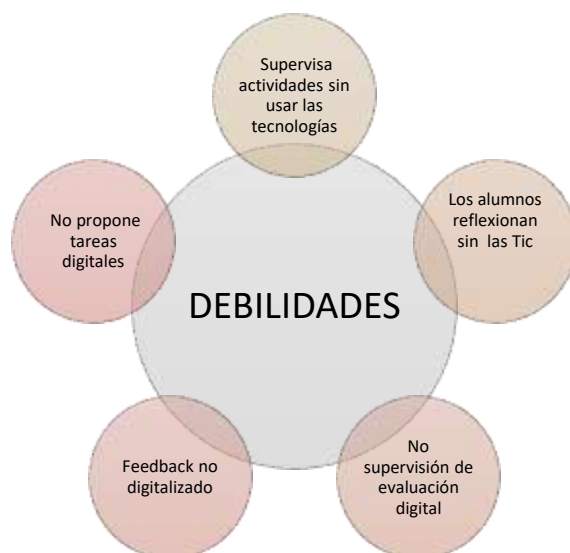 Supervisa
actividades sin
usar las
tecnologías
No propone
tareas
digitales
Los alumnos
reflexionan
sin las Tic
DEBILIDADES
Feedback no
digitalizado
No
supervisión de
evaluación
digital